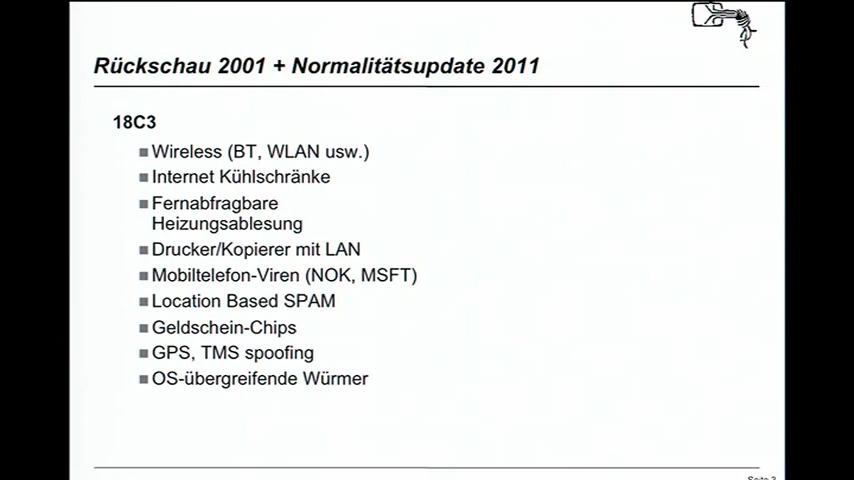 Rückschau 2001 + Normalitätsupdate 2011
18C3
Wireless (BT, WLAN usw.)
Internet Kühlschränke
Fernabfragbare
Heizungsablesung
Drucker/Kopierer mit LAN
Mobiltelefon-Viren (NOK, MSFT)
Location Based SPAM
Geldschein-Chips
GPS, TMS spoofing
OS-übergreifende Würmer